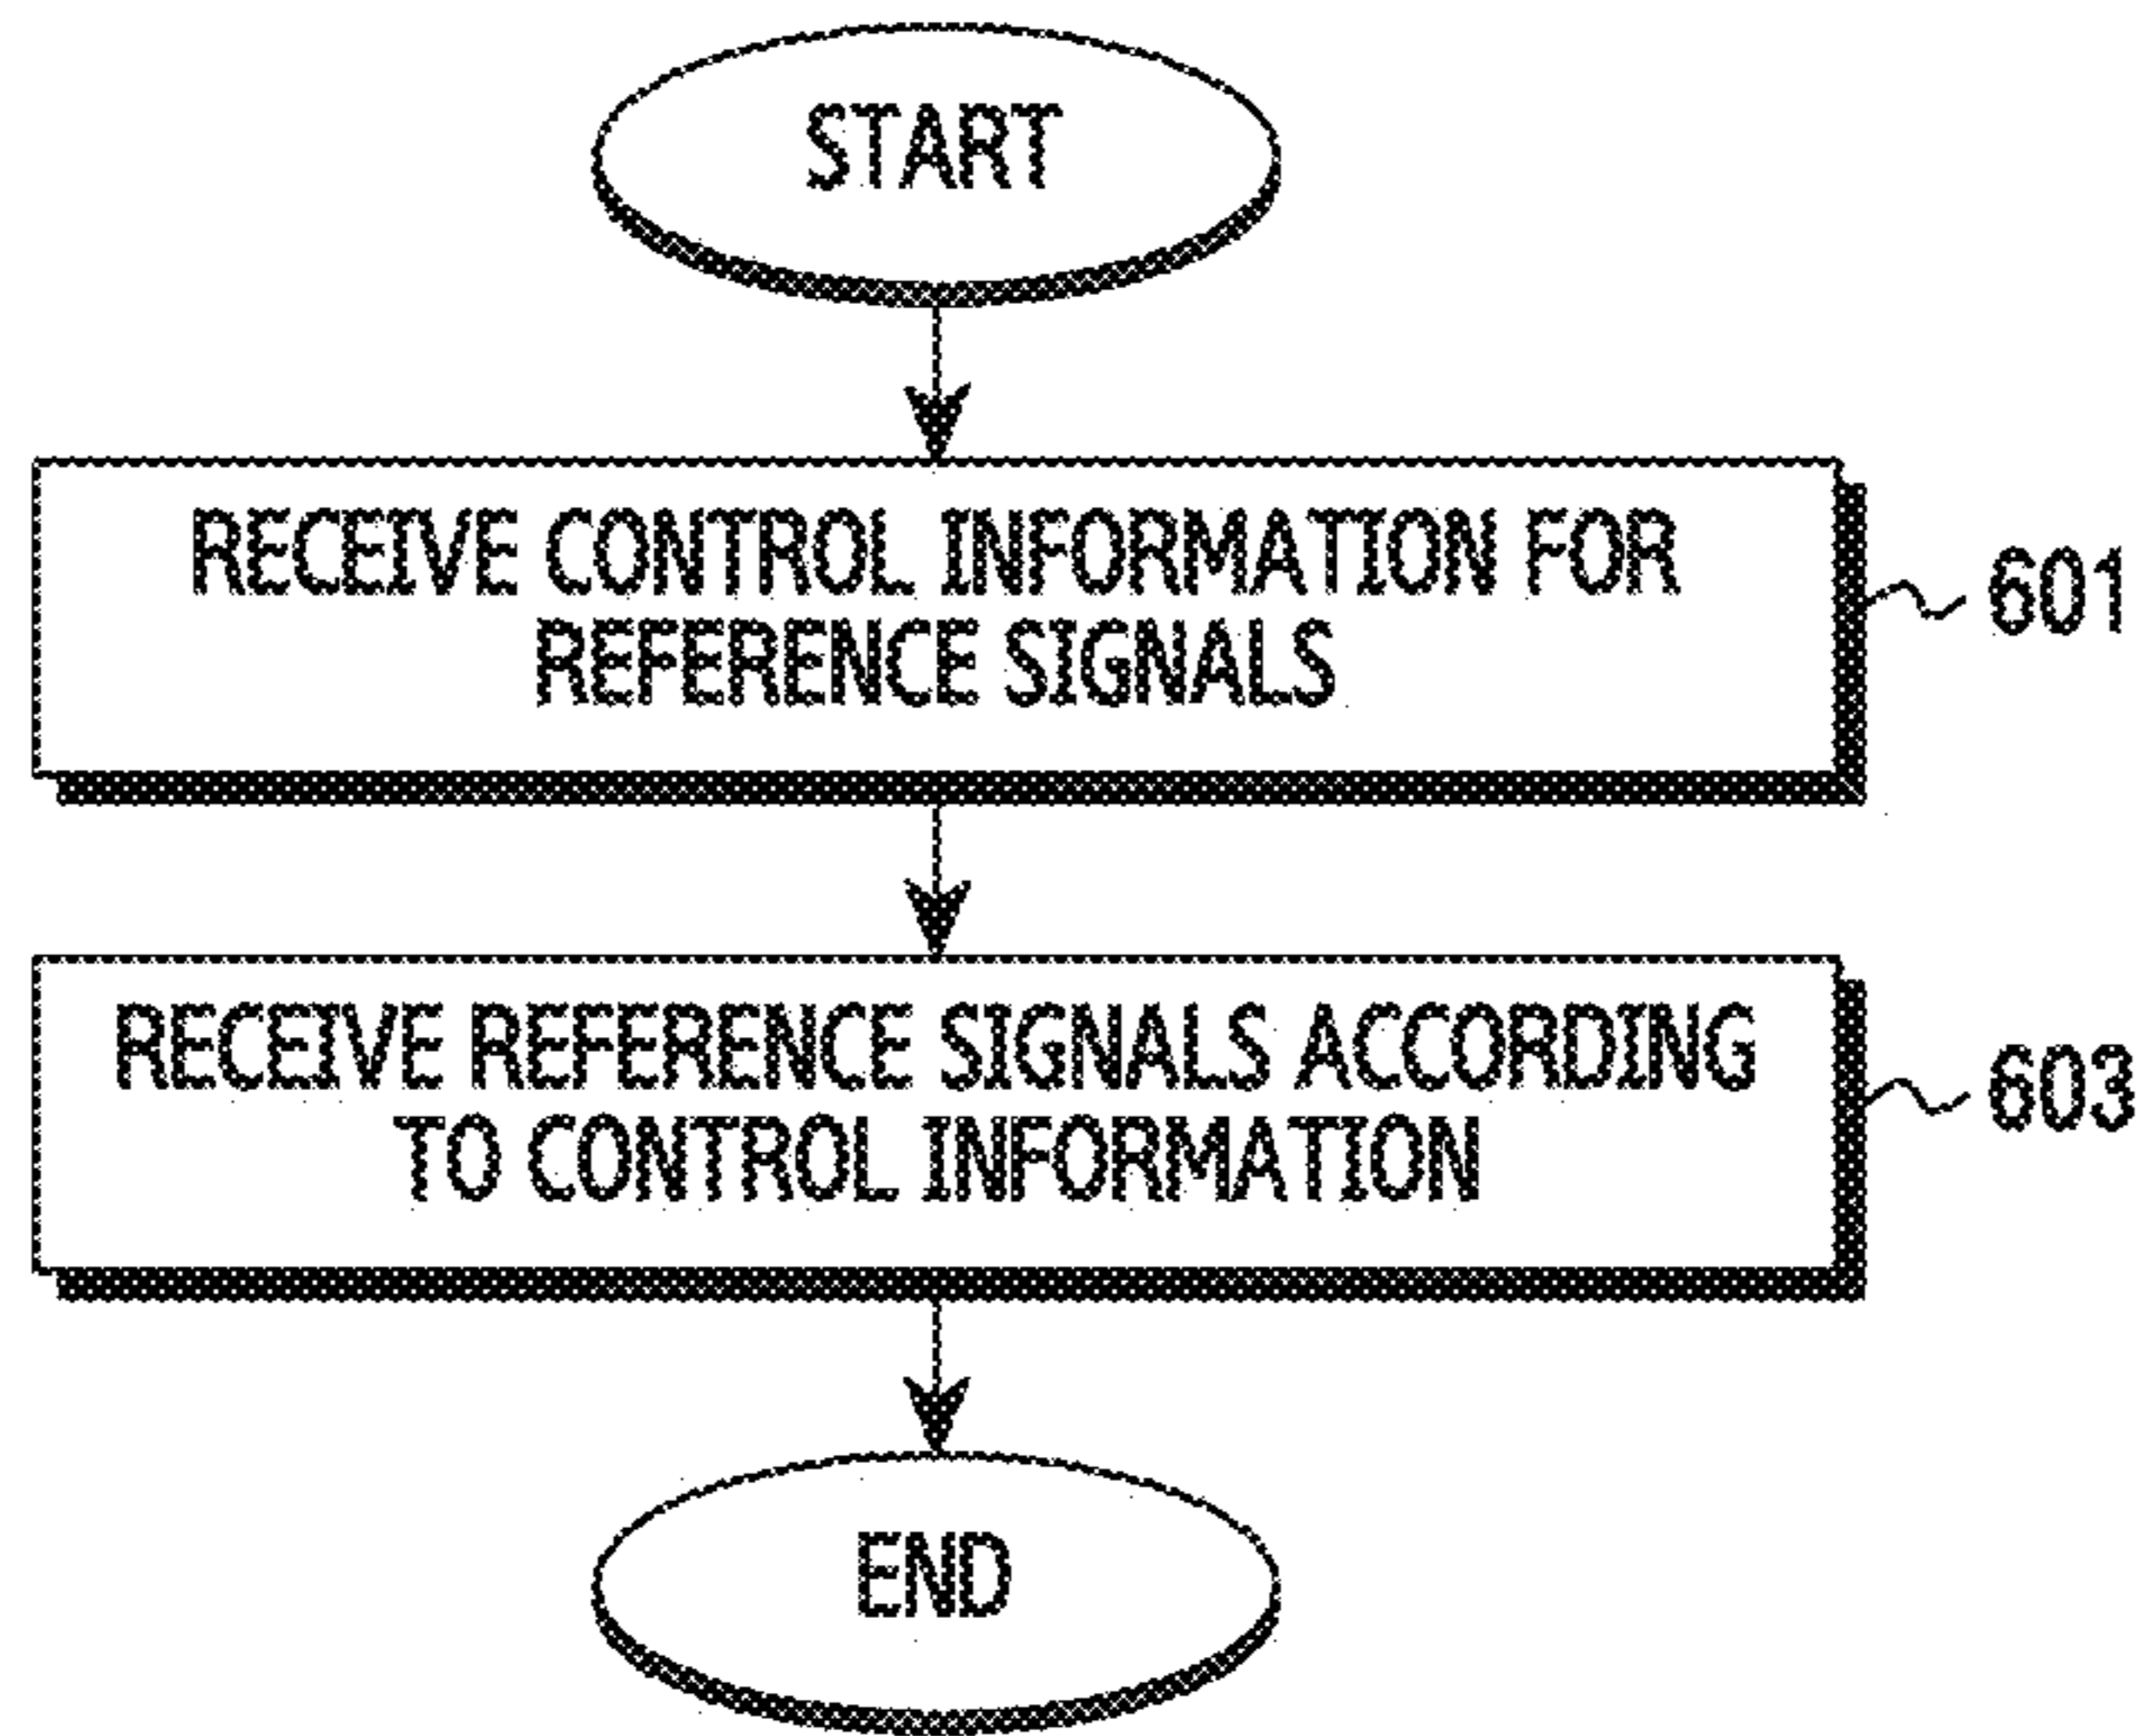 START
RECEIVE CONTROL INFORMATION FOR
REFERENCE SIGNALS
601
RECEIVE REFERENCE SIGNALS ACCORDING
TO CONTROL INFORMATION
603
END